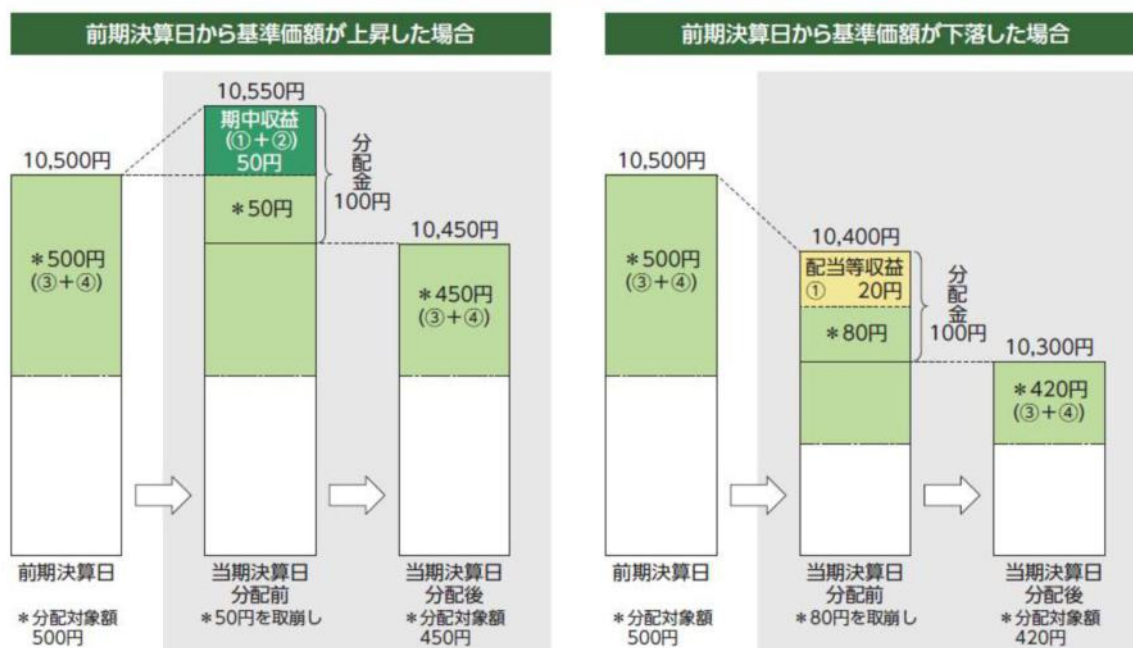 前期決算日から基準価額が上昇した場合
10,550円
期中収益
(①+②)
50円
10,500円
*50円
分配金
100円
10,450円
*500円
(③+④)
*450円
(③+④)
前期決算日
当期決算日
分配前
当期決算日
分配後
*分配対象額
500円
*50円を取崩し
*分配対象額
450円
前期決算日から基準価額が下落した場合
10,500円
10,400円
配当等収益
① 20円
*80円
分配金
100円
10,300円
*500円
(③+④)
*420円
(③+④)
前期決算日
当期決算日
分配前
当期決算日
分配後
*分配対象額
500円
*80円を取崩し
*分配対象額
420円